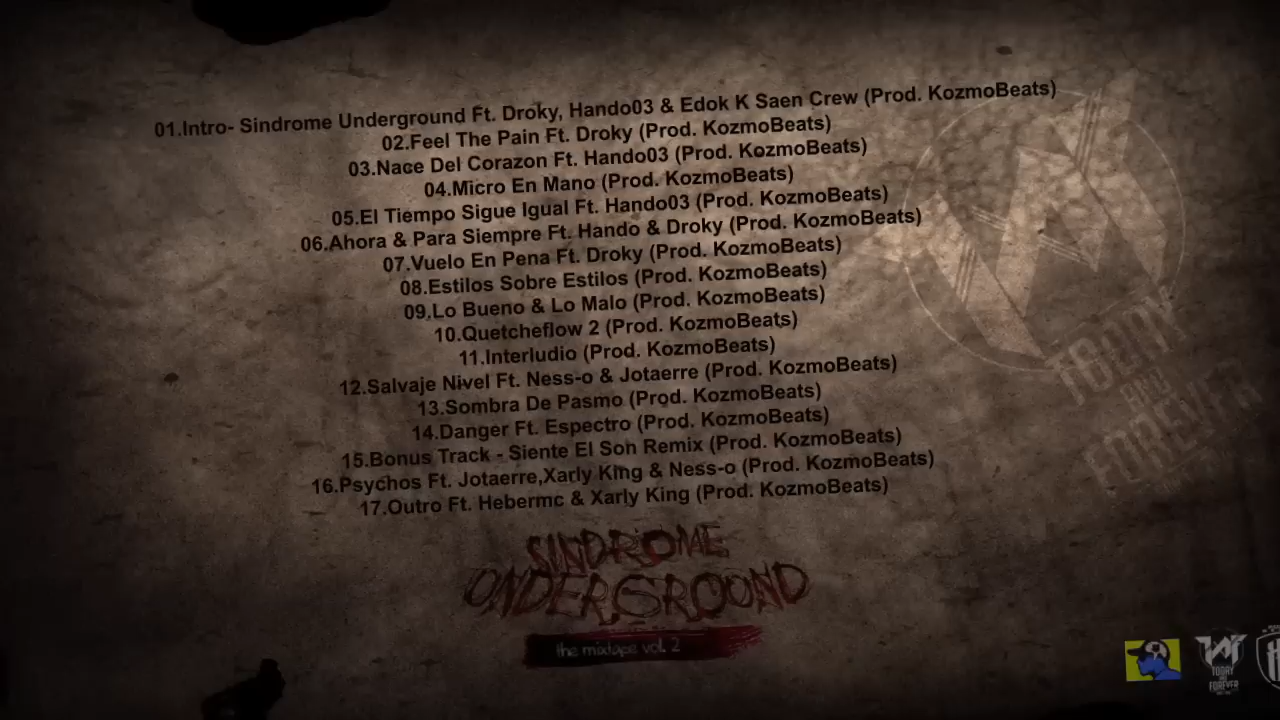 01.Intro- Sindrome Underground Ft. Droky, Hando03 & Edok K Saen Crew (Prod. KozmoBeats)
02.Feel The Pain Ft. Droky (Prod. KozmoBeats)
03.Nace Del Corazon Ft. Hando03 (Prod. KozmoBeats)
04.Micro En Mano (Prod. KozmoBeats)
05.El Tiempo Sigue Igual Ft. Hando03 (Prod. KozmoBeats)
06.Ahora & Para Siempre Ft. Hando & Droky (Prod. KozmoBeats)
07.Vuelo En Pena Ft. Droky (Prod. KozmoBeats)
08.Estilos Sobre Estilos (Prod. KozmoBeats)
09.Lo Bueno & Lo Malo (Prod. KozmoBeats)
10.Quetcheflow 2 (Prod. KozmoBeats)
11.Interludio (Prod. KozmoBeats)
12.Salvaje Nivel Ft. Ness-o & Jotaerre (Prod. KozmoBeats)
13.Sombra De Pasmo (Prod. KozmoBeats)
14.Danger Ft. Espectro (Prod. KozmoBeats)
15.Bonus Track - Siente El Son Remix (Prod. KozmoBeats)
16.Psychos Ft. Jotaerre,Xarly King & Ness-o (Prod. KozmoBeats)
17.Outro Ft. Hebermc & Xarly King (Prod. KozmoBeats)
TODAY
AND
FOREVER
SINDROME
UNDERGROUND
the mixtape vol. 2
TODAY
AND
FOREVER